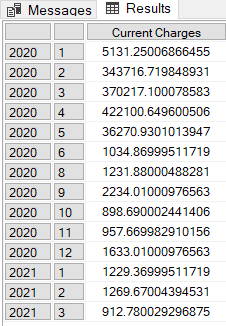 Messages Results
Current Charges
2020 1 5131.25006866455
2020 2 343716.719848931
2020 3 370217.100078583
2020 4 422100.649600506
2020 5 36270.9301013947
2020 6 1034.86999511719
2020 8 1231.88000488281
2020 9 2234.01000976563
2020 10 898.690002441406
2020 11 957.669982910156
2020 12 1633.01000976563
2021 1 1229.36999511719
2021 2 1269.67004394531
2021 3 912.780029296875